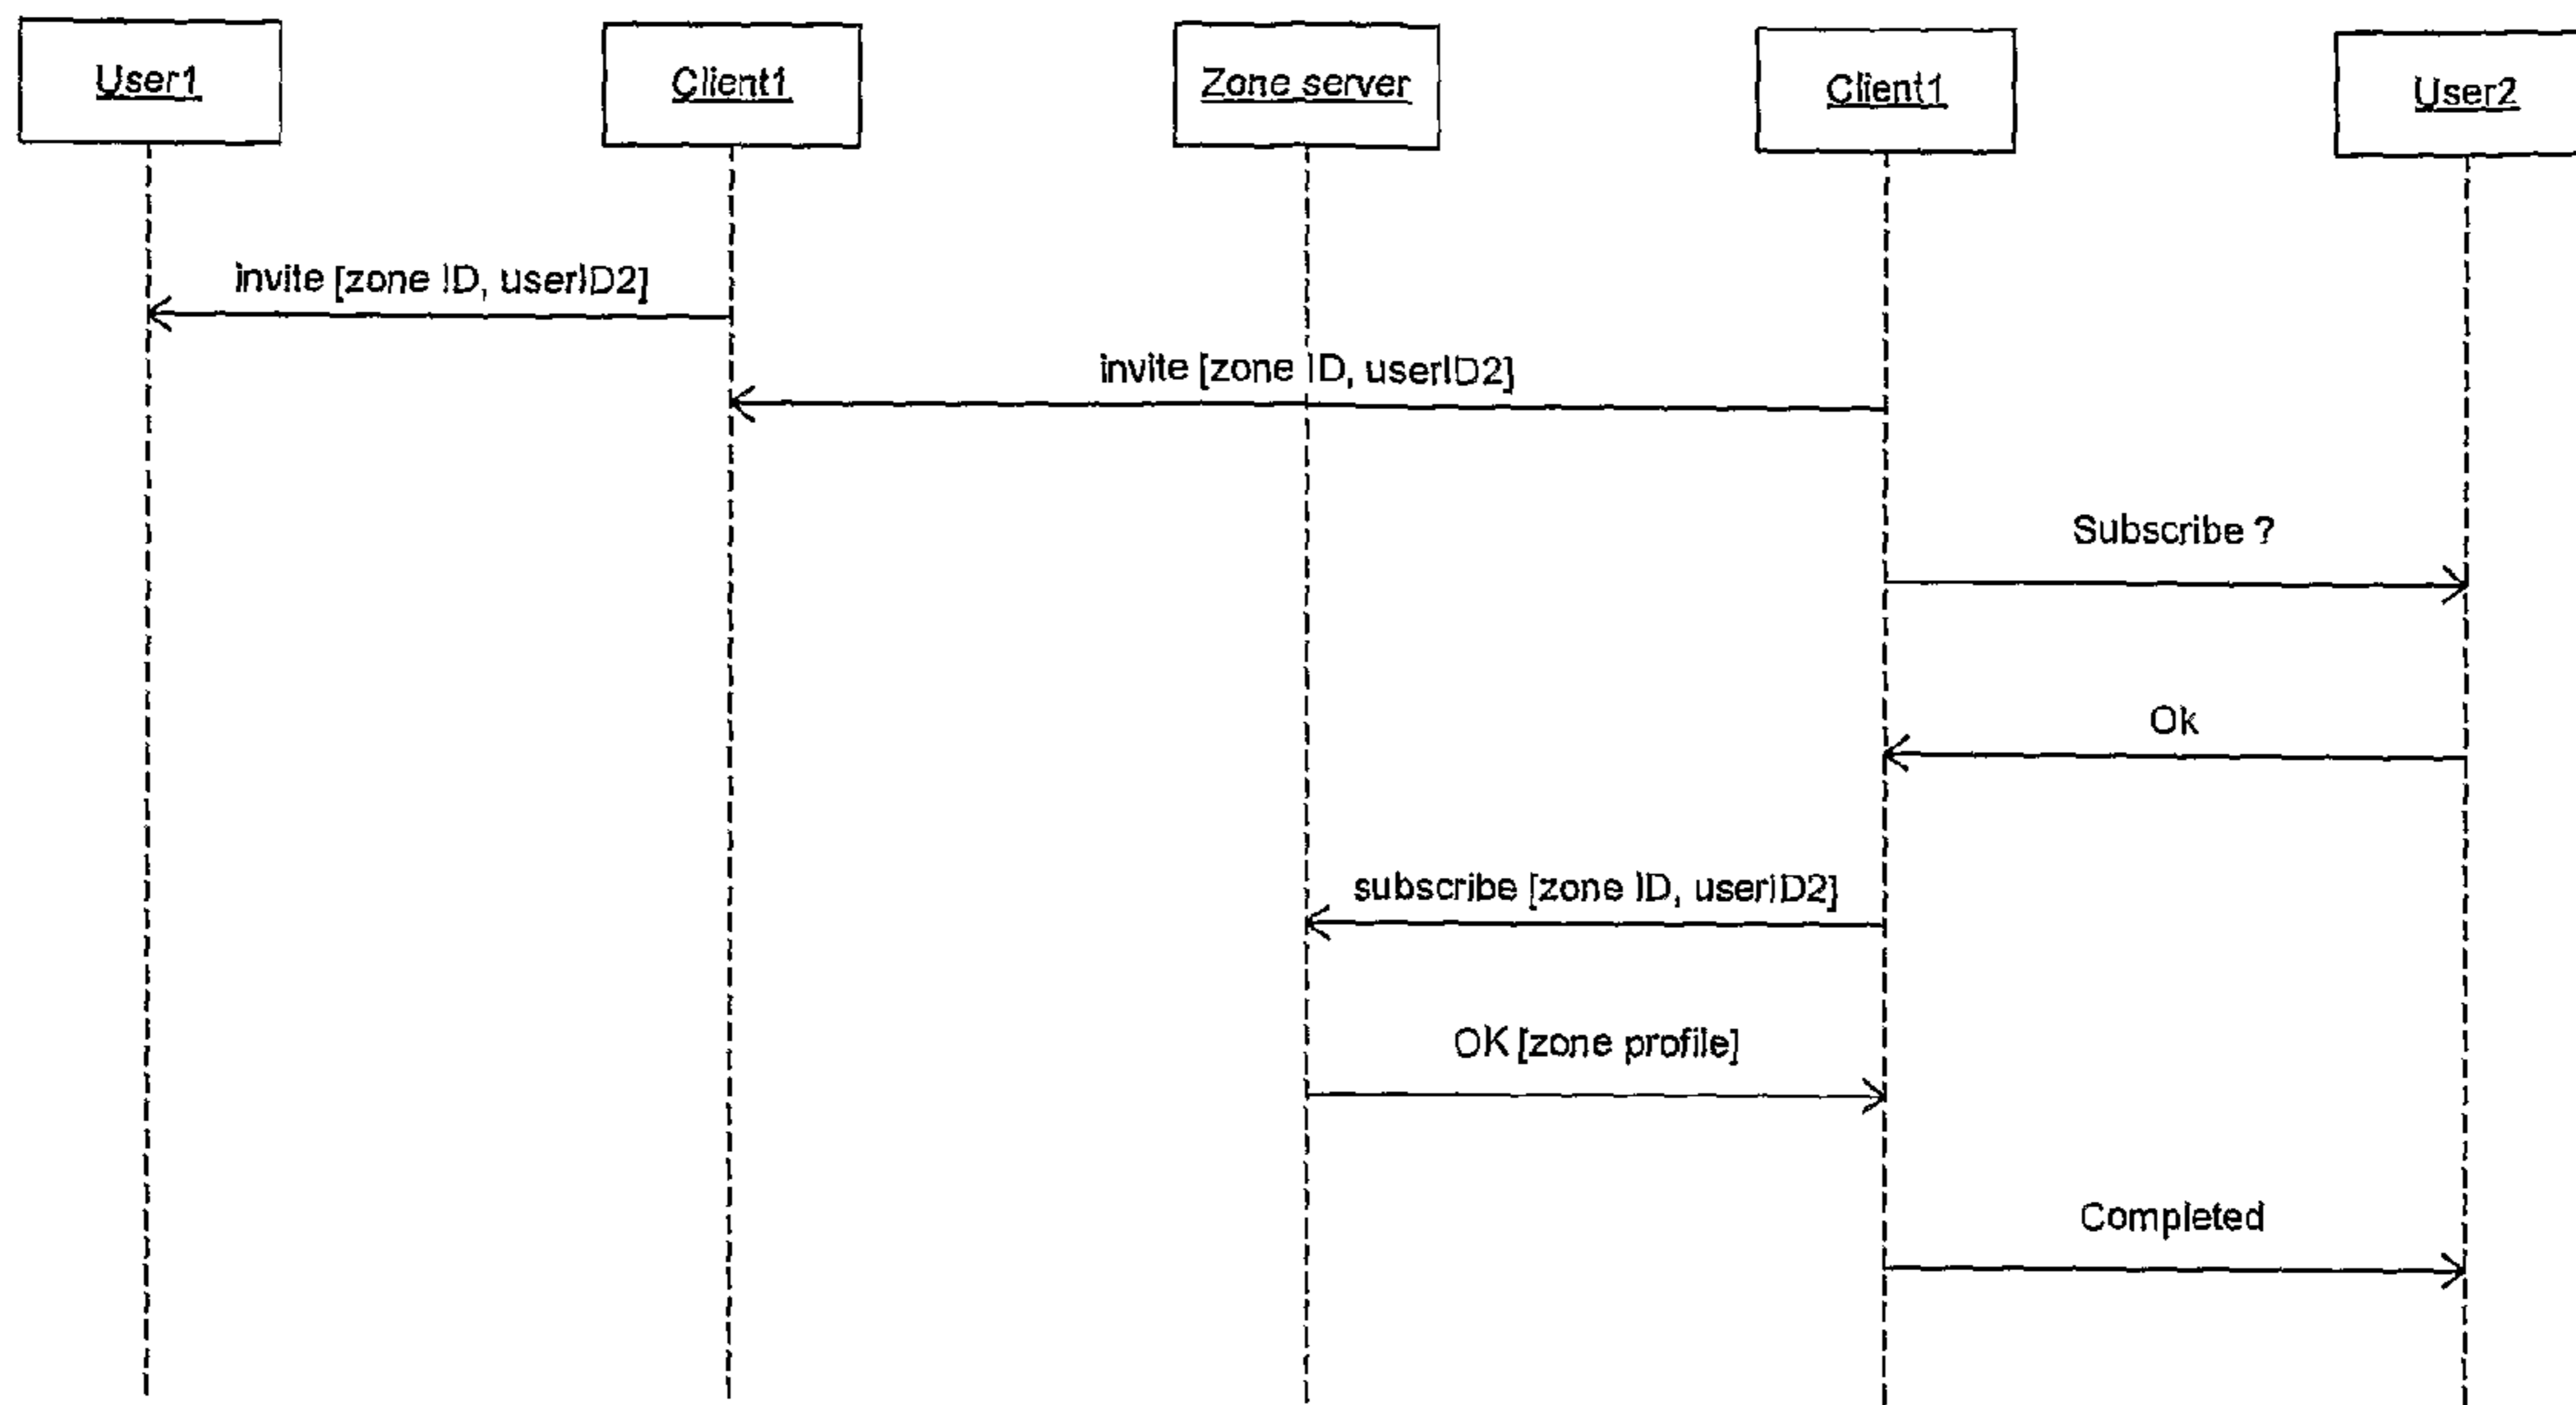 User1
Client1
Zone server
Client1
User2
invite [zone ID, userID2]
invite [zone ID, userID2]
Subscribe ?
Ok
subscribe [zone ID, userID2]
OK [zone profile]
Completed